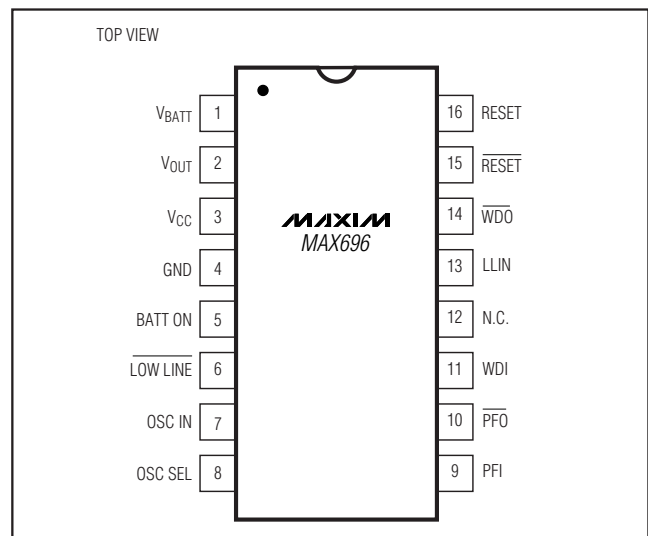 TOP VIEW
VBATT 1
VOUT 2
VCC 3
GND 4
BATT ON 5
LOW LINE 6
OSC IN 7
OSC SEL 8
MAXIM
MAX696
16 RESET
15 RESET
14 WDO
13 LLIN
12 N.C.
11 WDI
10 PFO
9 PFI